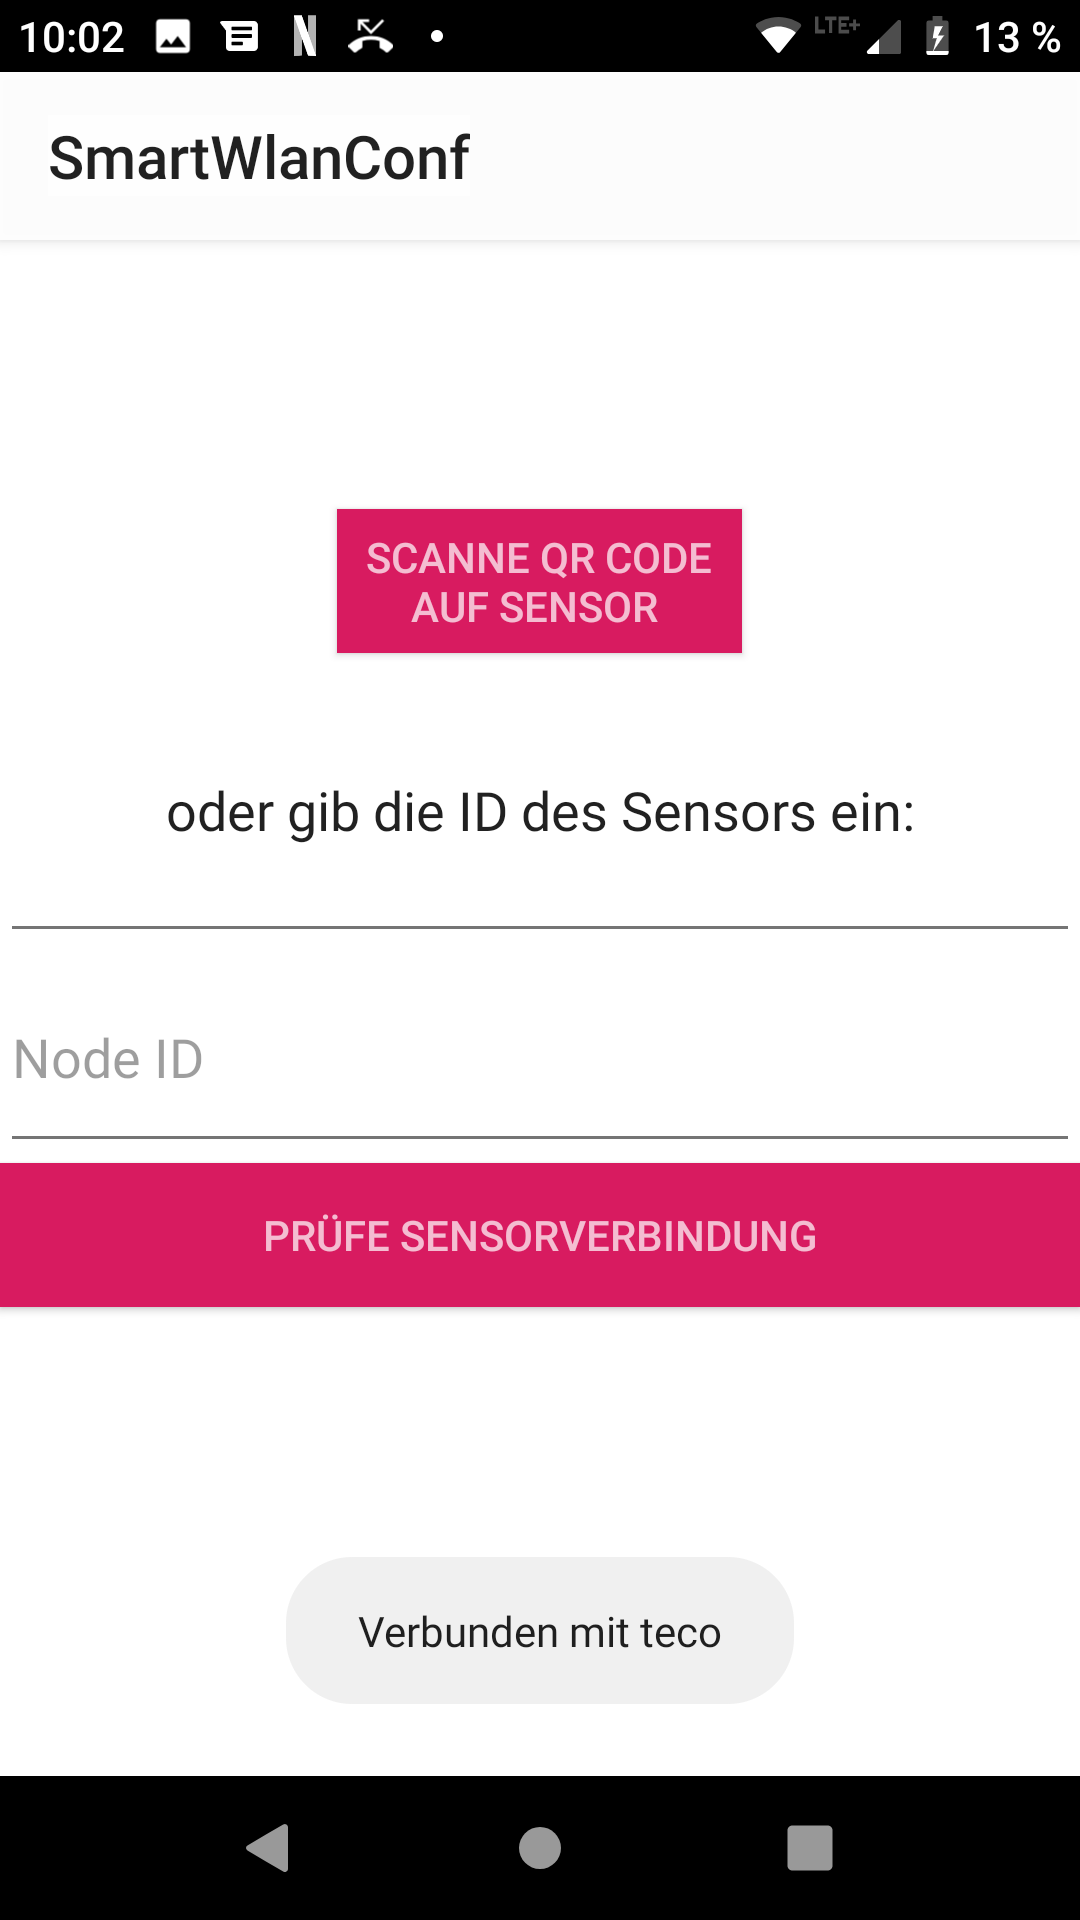 10:02 LTE+ 13 %
SmartWlanConf
SCANNE QR CODE
AUF SENSOR
oder gib die ID des Sensors ein:
Node ID
PRÜFE SENSORVERBINDUNG
Verbunden mit teco